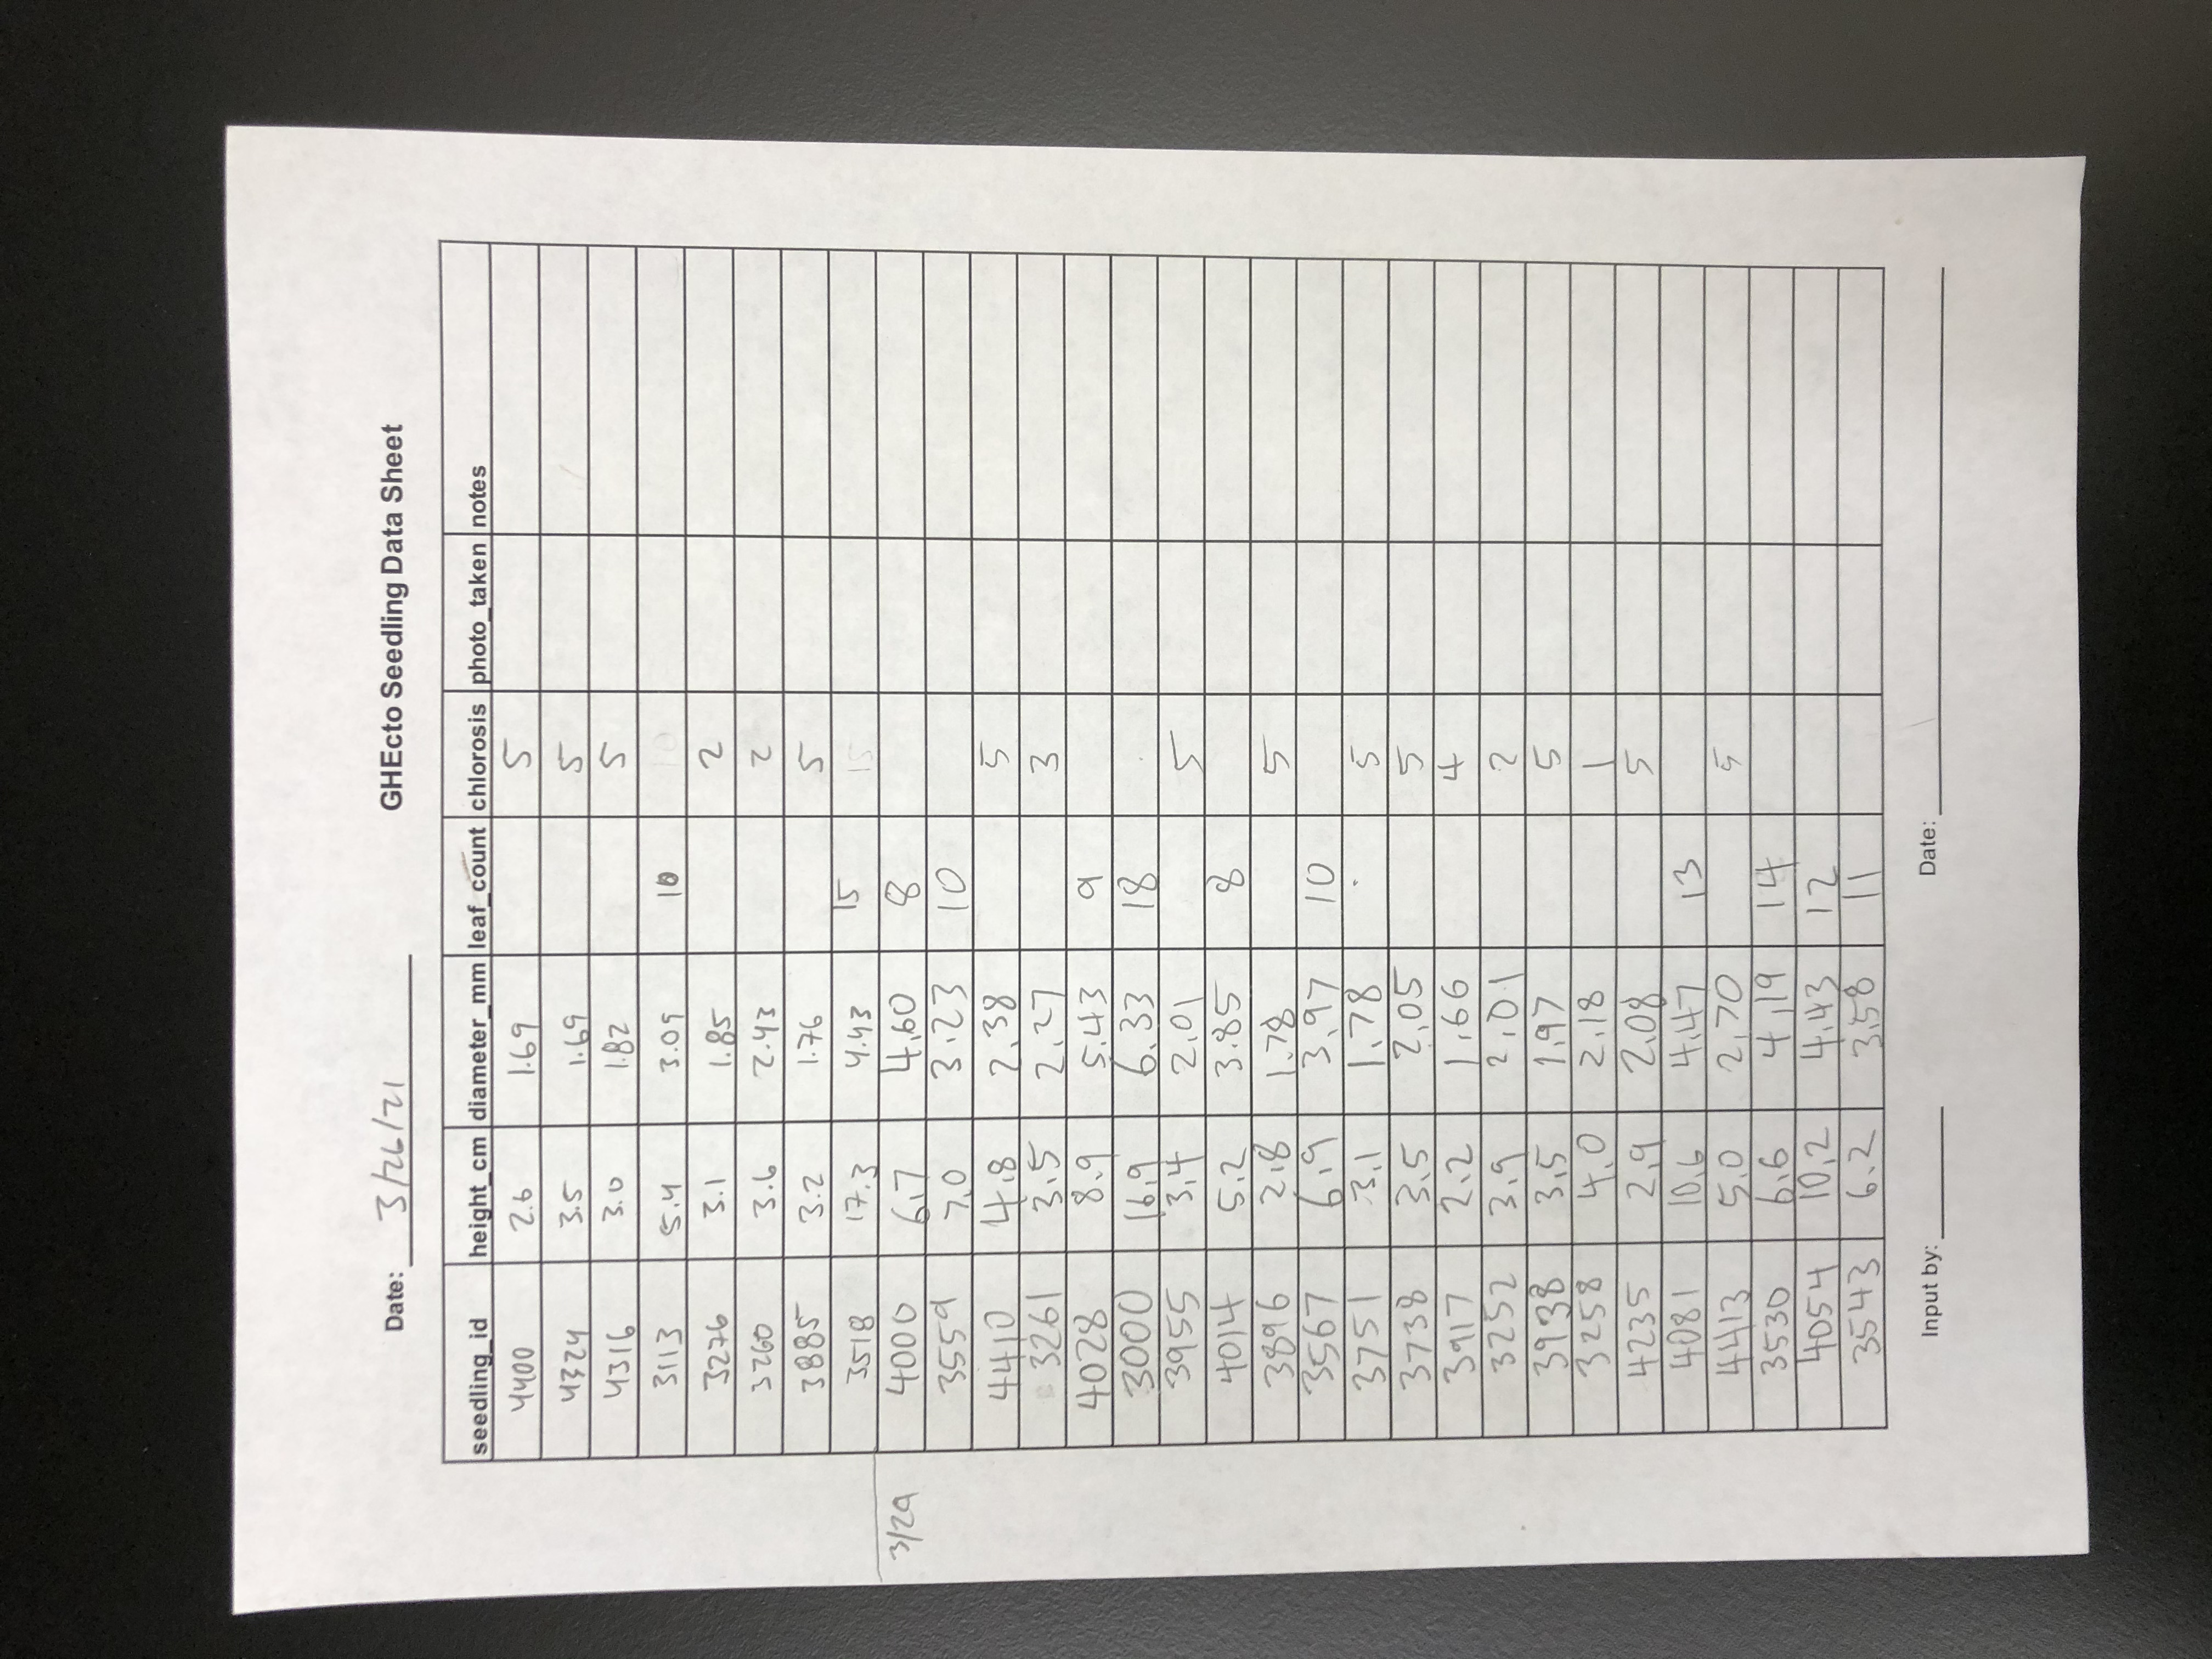 Date: 3/26/21 GHEcto Seedling Data Sheet
seedling_id height_cm diameter_mm leaf_count chlorosis photo_taken notes
4400 2.6 1.69 5
4324 3.5 1.69 5
4316 3.0 1.82 5
3113 5.4 3.09 10
3276 3.1 1.85 2
3260 3.6 2.43 2
3885 3.2 1.76 5
3518 17.3 4.43 15
3/29 4000 6.7 4.60 8
3559 7.0 3.23 10
4410 4.8 2.38 5
3261 3.5 2.27 3
4028 8.9 5.43 9
3000 16.9 6.33 18
3955 3.4 2.01 5
4014 5.2 3.85 8
3896 2.8 1.78 5
3567 6.9 3.97 10
3751 3.1 1.78 5
3738 3.5 2.05 5
3917 2.2 1.66 4
3252 3.9 2.01 2
3938 3.5 1.97 5
3258 4.0 2.18 1
4235 2.9 2.08 5
4081 10.6 4.47 13
4413 5.0 2.70 5
3530 6.6 4.19 14
4054 10.2 4.43 12
3543 6.2 3.58 11
Input by: Date: